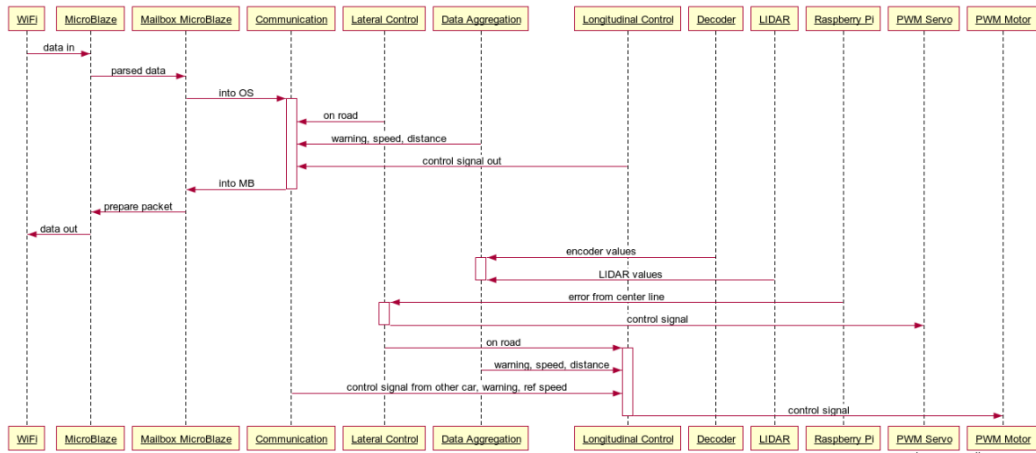 WiFi MicroBlaze Mailbox MicroBlaze Communication Lateral Control Data Aggregation Longitudinal Control Decoder LIDAR Raspberry Pi PWM Servo PWM Motor
data in
parsed data
into OS
on road
warning, speed, distance
control signal out
into MB
prepare packet
data out
encoder values
LIDAR values
error from center line
control signal
on road
warning, speed, distance
control signal from other car, warning, ref speed
control signal
WiFi MicroBlaze Mailbox MicroBlaze Communication Lateral Control Data Aggregation Longitudinal Control Decoder LIDAR Raspberry Pi PWM Servo PWM Motor